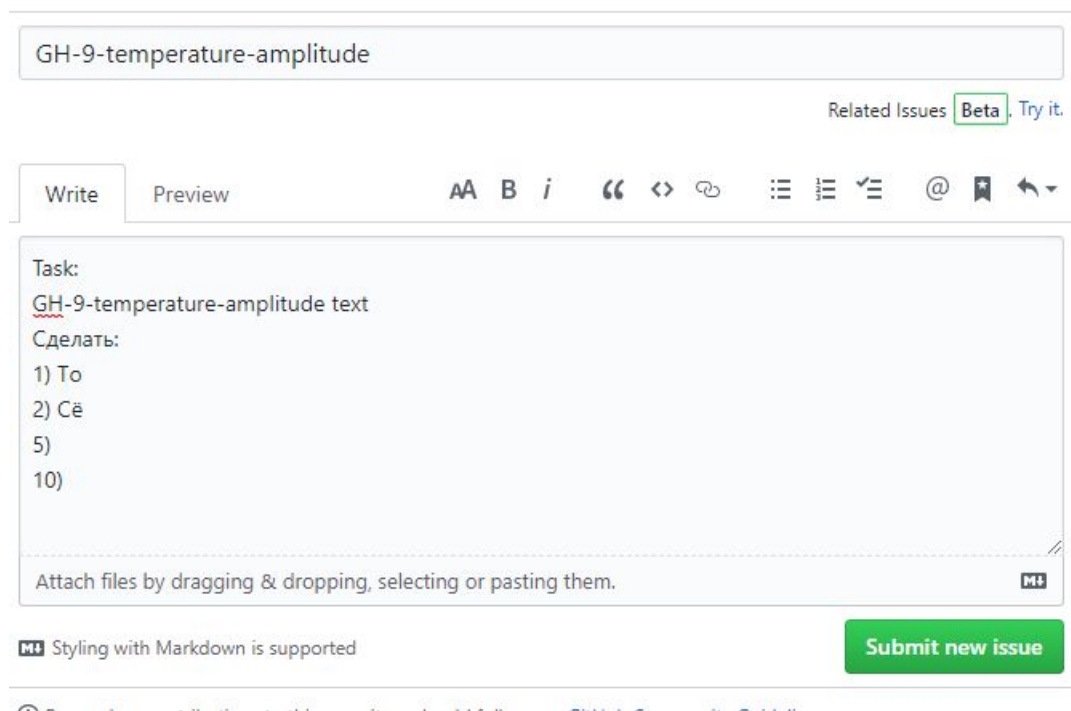 GH-9-temperature-amplitude
Related Issues Beta. Try it.
Write Preview AA B i
Task:
GH-9-temperature-amplitude text
Сделать:
1) То
2) Сё
5)
10)
Attach files by dragging & dropping, selecting or pasting them.
Styling with Markdown is supported
Submit new issue